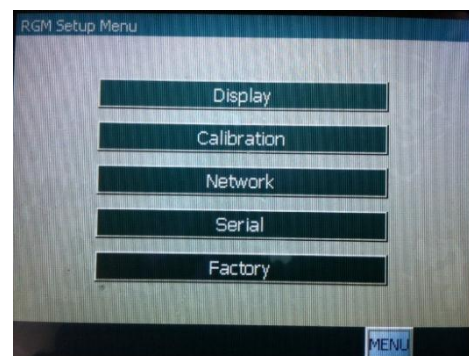 RGM Setup Menu
Display
Calibration
Network
Serial
Factory
MENU